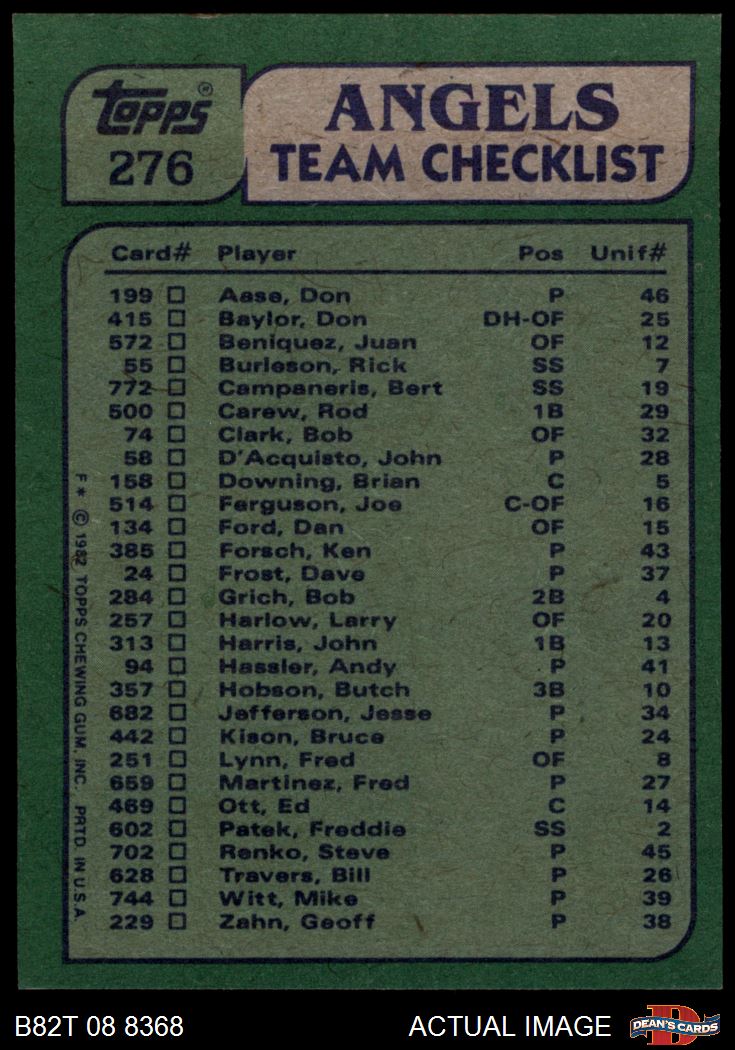 Topps®
276
ANGELS
TEAM CHECKLIST
Card# Player Pos Unif#
199 Aase, Don P 46
415 Baylor, Don DH-OF 25
572 Beniquez, Juan OF 12
55 Burleson, Rick SS 7
772 Campaneris, Bert SS 19
500 Carew, Rod 1B 29
74 Clark, Bob OF 32
58 D'Acquisto, John P 28
158 Downing, Brian C 5
514 Ferguson, Joe C-OF 16
134 Ford, Dan OF 15
385 Forsch, Ken P 43
24 Frost, Dave P 37
284 Grich, Bob 2B 4
257 Harlow, Larry OF 20
313 Harris, John 1B 13
94 Hassler, Andy P 41
357 Hobson, Butch 3B 10
682 Jefferson, Jesse P 34
442 Kison, Bruce P 24
251 Lynn, Fred OF 8
659 Martinez, Fred P 27
469 Ott, Ed C 14
602 Patek, Freddie SS 2
702 Renko, Steve P 45
628 Travers, Bill P 26
744 Witt, Mike P 39
229 Zahn, Geoff P 38
F* © 1982 TOPPS CHEWING GUM, INC. PRTD. IN U.S.A.
B82T 08 8368
ACTUAL IMAGE
D
DEAN'S CARDS